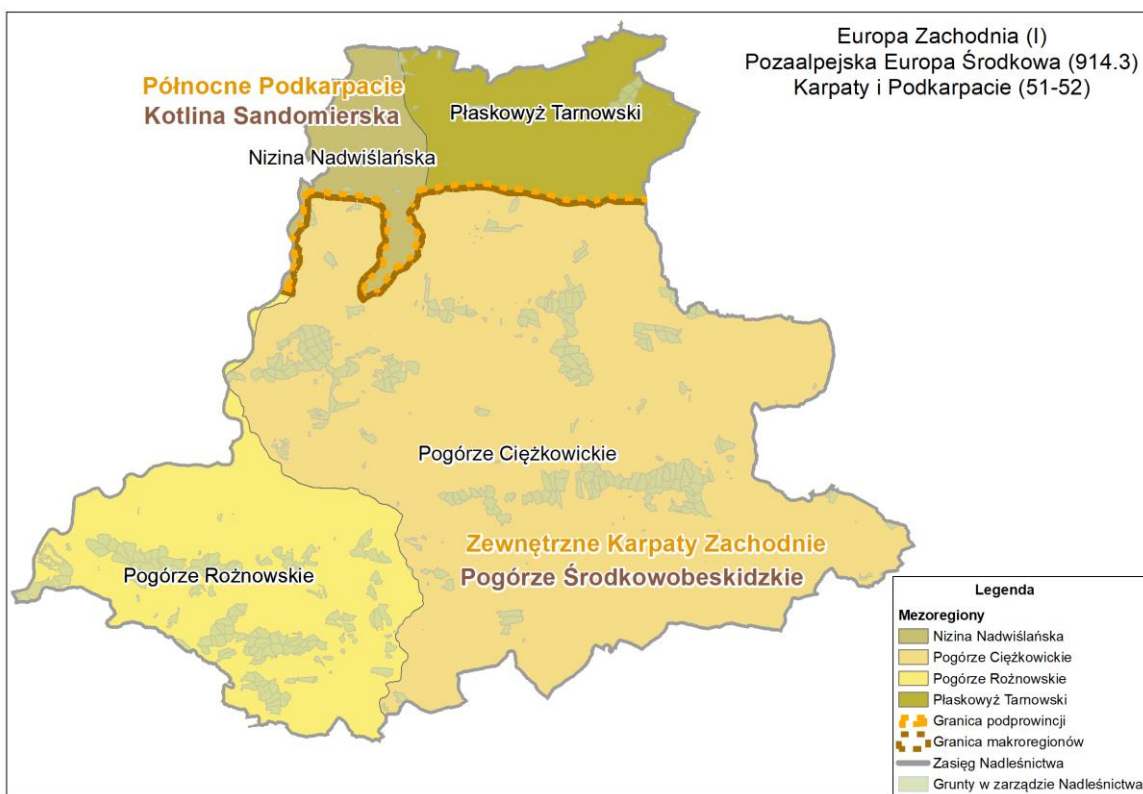 Europa Zachodnia (I)
Pozaalpejska Europa Środkowa (914.3)
Karpaty i Podkarpacie (51-52)
Północne Podkarpacie
Kotlina Sandomierska
Płaskowyż Tarnowski
Nizina Nadwiślańska
Pogórze Ciężkowickie
Zewnętrzne Karpaty Zachodnie
Pogórze Środkowobeskidzkie
Pogórze Rożnowskie
Legenda
Mezoregiony
Nizina Nadwiślańska
Pogórze Ciężkowickie
Pogórze Rożnowskie
Płaskowyż Tarnowski
Granica podprowincji
Granica makroregionów
Zasięg Nadleśnictwa
Grunty w zarządzie Nadleśnictwa